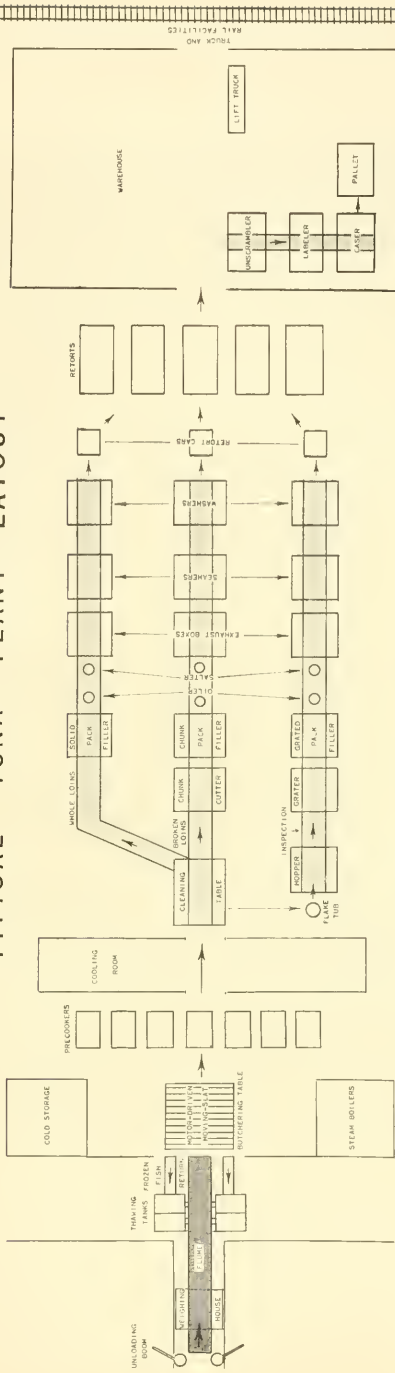 TYPICAL TUNA PLANT LAYOUT
UNLOADING
BOOM
WEIGHING
HOUSE
FLUME
THAWING
TANKS
FROZEN
FISH
RETURN
COLD STORAGE
MOTOR-DRIVEN
MOVING-SLAT
BUTCHERING TABLE
STEAM BOILERS
PRECOOKERS
COOLING
ROOM
CLEANING
TABLE
WHOLE LOINS
BROKEN
LOINS
FLAKE
TUB
HOPPER
INSPECTION
GRATER
CHUNK
CUTTER
SOLID
PACK
FILLER
CHUNK
PACK
FILLER
GRATED
PACK
FILLER
OILER
SALTER
EXHAUST BOXES
SEAMERS
WASHERS
RETORT CARS
RETORTS
WAREHOUSE
UNSCRAMBLER
LABELER
LASER
PALLET
LIFT TRUCK
TRUCK AND
RAIL FACILITIES